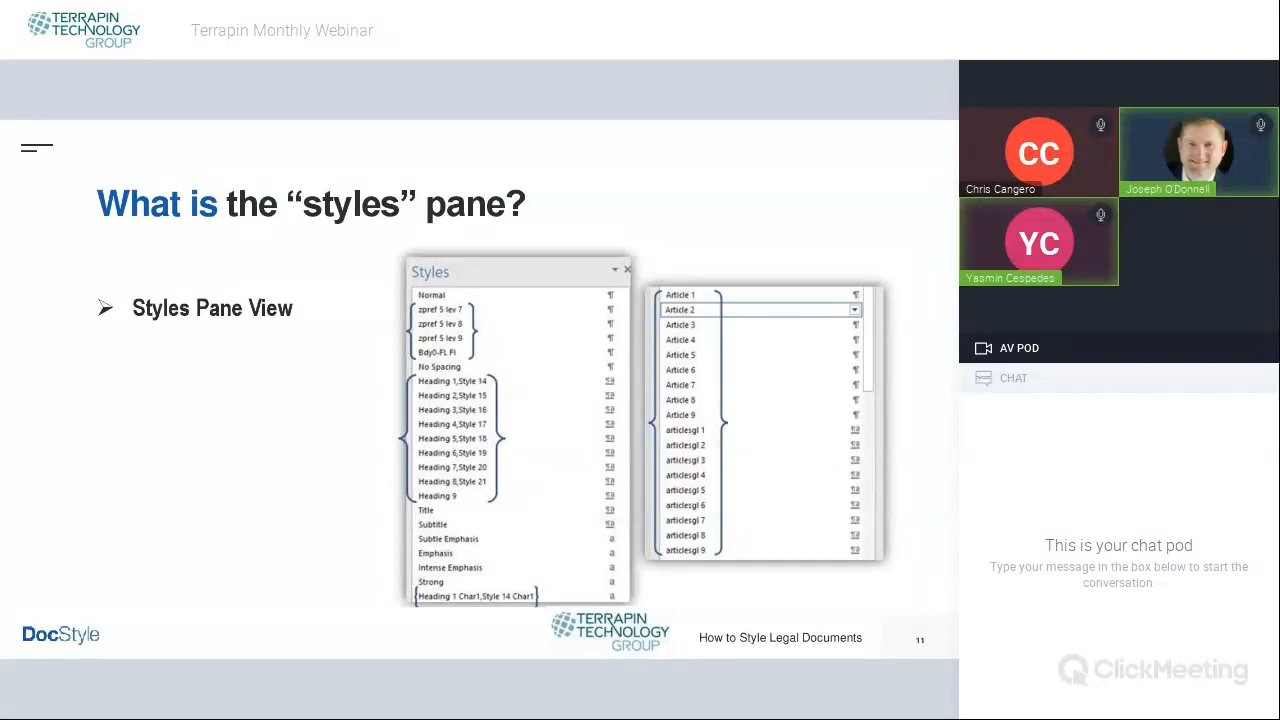 TERRAPIN
TECHNOLOGY
GROUP
Terrapin Monthly Webinar
What is the “styles” pane?
Styles Pane View
Styles
Normal
zpref 5 lev 7
zpref 5 lev 8
zpref 5 lev 9
Bdy0-FL FI
No Spacing
Heading 1,Style 14
Heading 2,Style 15
Heading 3,Style 16
Heading 4,Style 17
Heading 5,Style 18
Heading 6,Style 19
Heading 7,Style 20
Heading 8,Style 21
Heading 9
Title
Subtitle
Subtle Emphasis
Emphasis
Intense Emphasis
Strong
Heading 1 Char1,Style 14 Char1
Article 1
Article 2
Article 3
Article 4
Article 5
Article 6
Article 7
Article 8
Article 9
articlesgl 1
articlesgl 2
articlesgl 3
articlesgl 4
articlesgl 5
articlesgl 6
articlesgl 7
articlesgl 8
articlesgl 9
DocStyle
TERRAPIN
TECHNOLOGY
GROUP
How to Style Legal Documents
11
CC
Chris Cangero
Joseph O'Donnell
YC
Yasmin Cespedes
AV POD
CHAT
This is your chat pod
Type your message in the box below to start the
conversation.
ClickMeeting